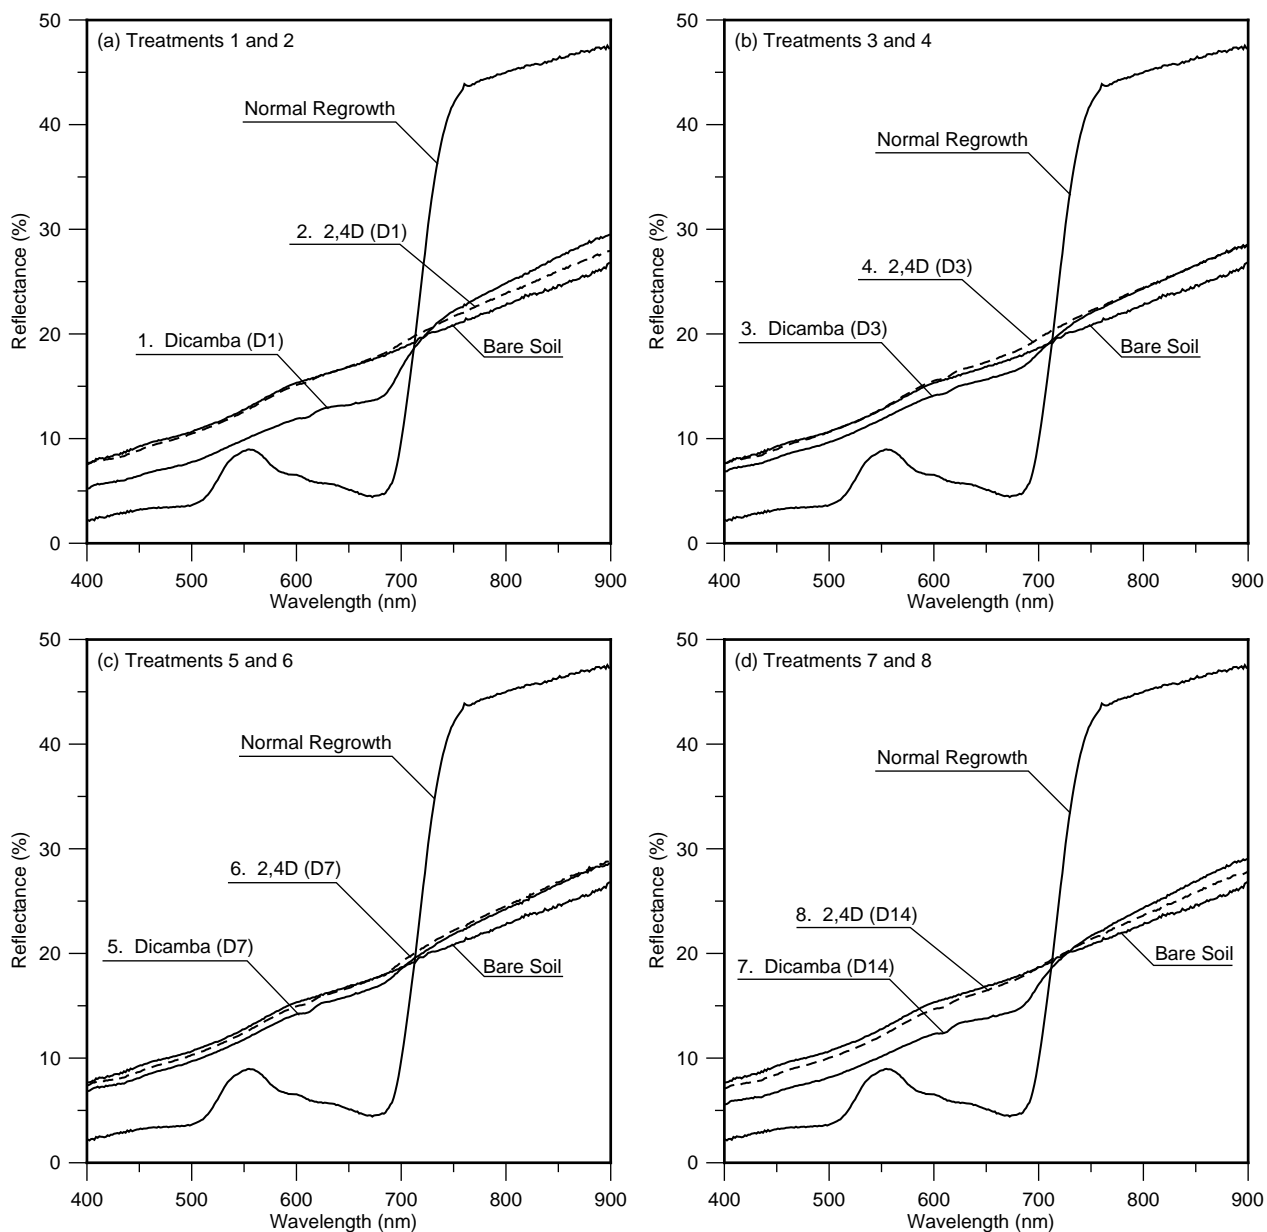 (a) Treatments 1 and 2
50
40
30
20
10
0
Reflectance (%)
Normal Regrowth
2. 2,4D (D1)
1. Dicamba (D1)
Bare Soil
400 500 600 700 800 900
Wavelength (nm)
(b) Treatments 3 and 4
50
40
30
20
10
0
Reflectance (%)
Normal Regrowth
4. 2,4D (D3)
3. Dicamba (D3)
Bare Soil
400 500 600 700 800 900
Wavelength (nm)
(c) Treatments 5 and 6
50
40
30
20
10
0
Reflectance (%)
Normal Regrowth
6. 2,4D (D7)
5. Dicamba (D7)
Bare Soil
400 500 600 700 800 900
Wavelength (nm)
(d) Treatments 7 and 8
50
40
30
20
10
0
Reflectance (%)
Normal Regrowth
8. 2,4D (D14)
7. Dicamba (D14)
Bare Soil
400 500 600 700 800 900
Wavelength (nm)